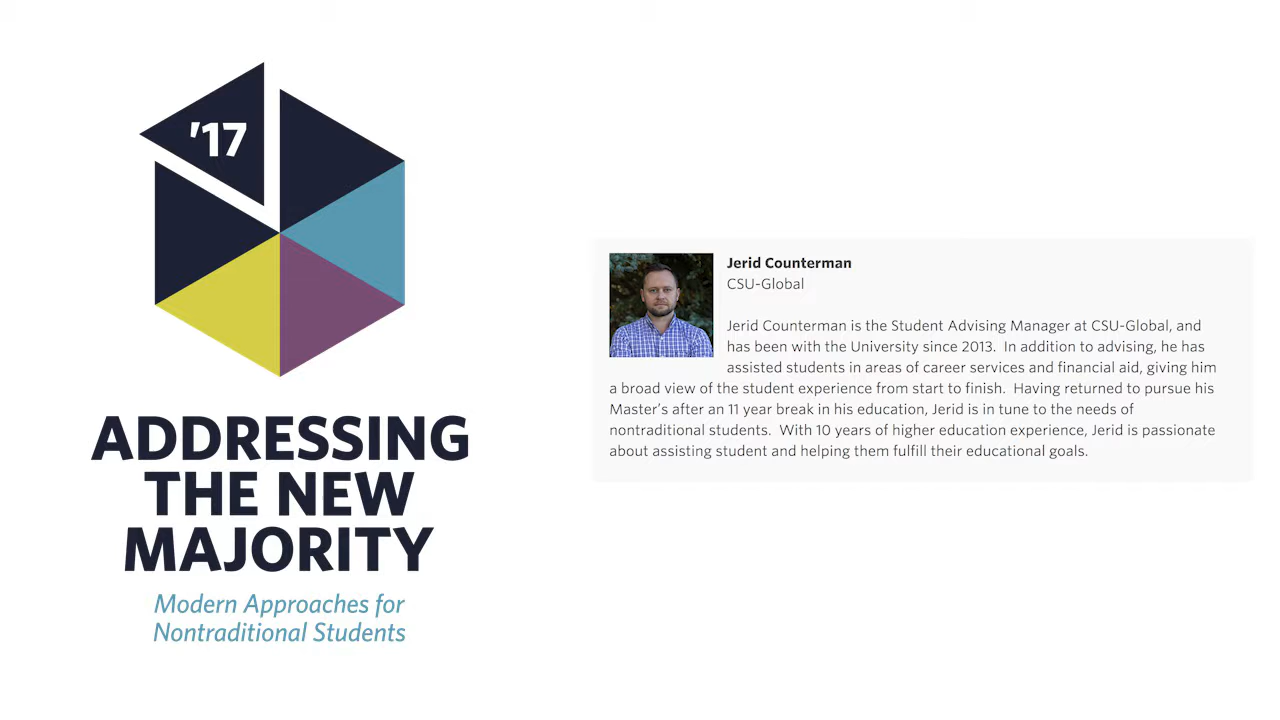 '17
ADDRESSING
THE NEW
MAJORITY
Modern Approaches for
Nontraditional Students
Jerid Counterman
CSU-Global
Jerid Counterman is the Student Advising Manager at CSU-Global, and
has been with the University since 2013.  In addition to advising, he has
assisted students in areas of career services and financial aid, giving him
a broad view of the student experience from start to finish.  Having returned to pursue his
Master's after an 11 year break in his education, Jerid is in tune to the needs of
nontraditional students.  With 10 years of higher education experience, Jerid is passionate
about assisting student and helping them fulfill their educational goals.